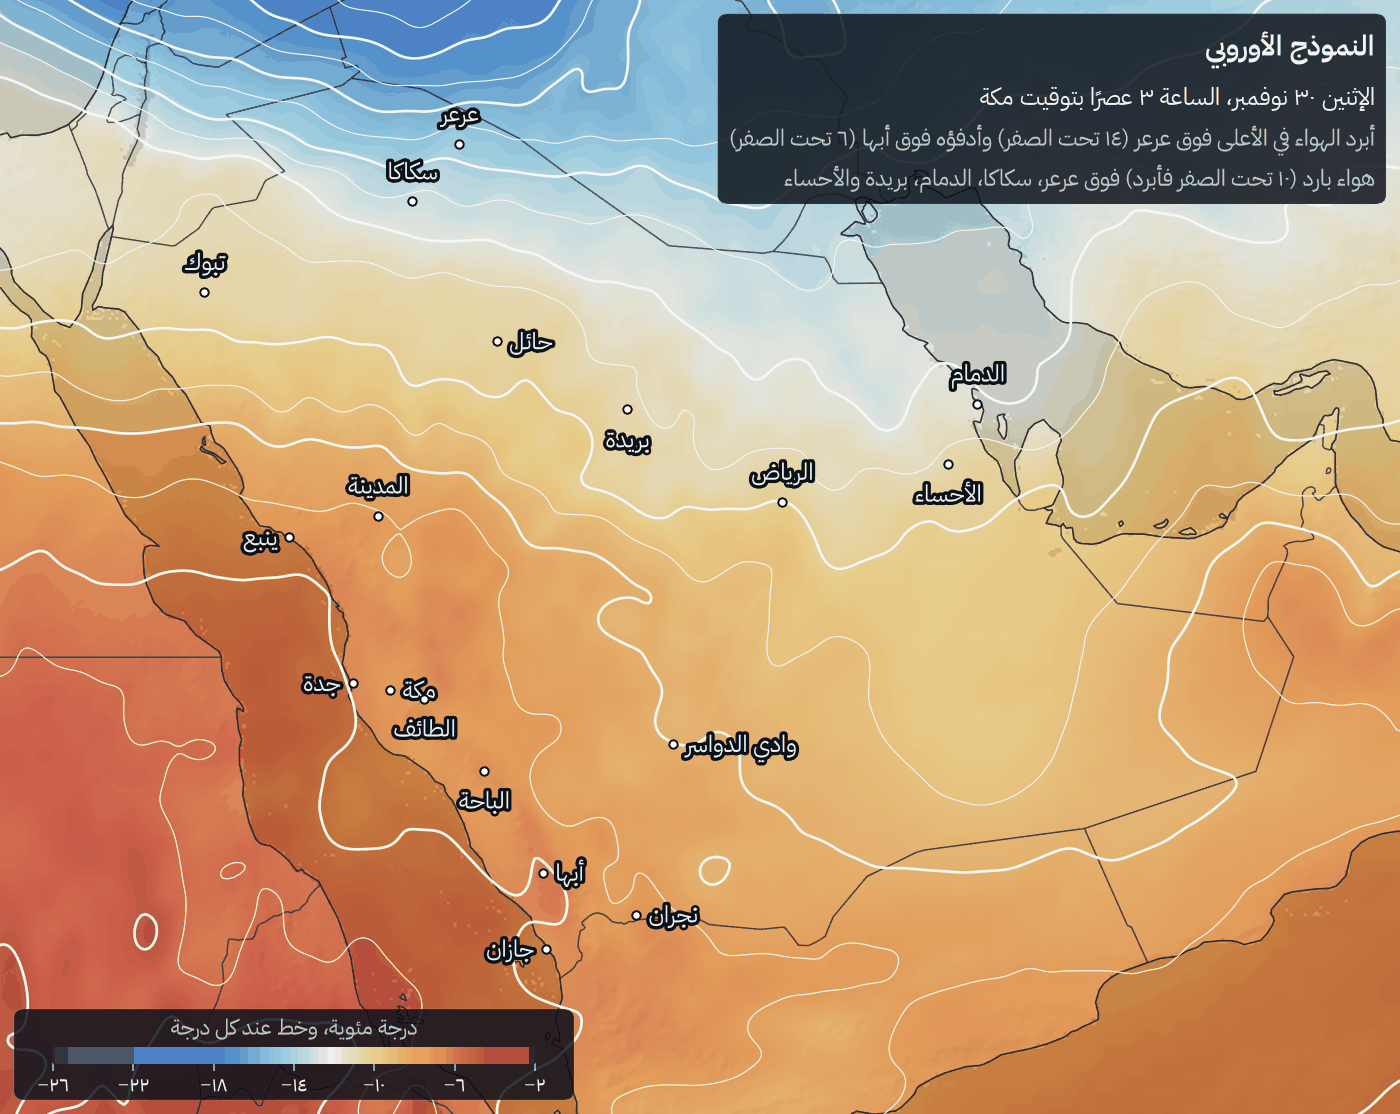 النموذج الأوروبي
الإثنين ٣٠ نوفمبر، الساعة ٣ عصرًا بتوقيت مكة
أبرد الهواء في الأعلى فوق عرعر (١٤ تحت الصفر) وأدفؤه فوق أبها (٦ تحت الصفر)
هواء بارد (١٠ تحت الصفر فأبرد) فوق عرعر، سكاكا، الدمام، بريدة والأحساء
عرعر
سكاكا
تبوك
حائل
الدمام
بريدة
الرياض
الأحساء
المدينة
ينبع
جدة
مكة
الطائف
وادي الدواسر
الباحة
أبها
نجران
جازان
درجة مئوية، وخط عند كل درجة
−٢٦ −٢٢ −١٨ −١٤ −١٠ −٦ −٢